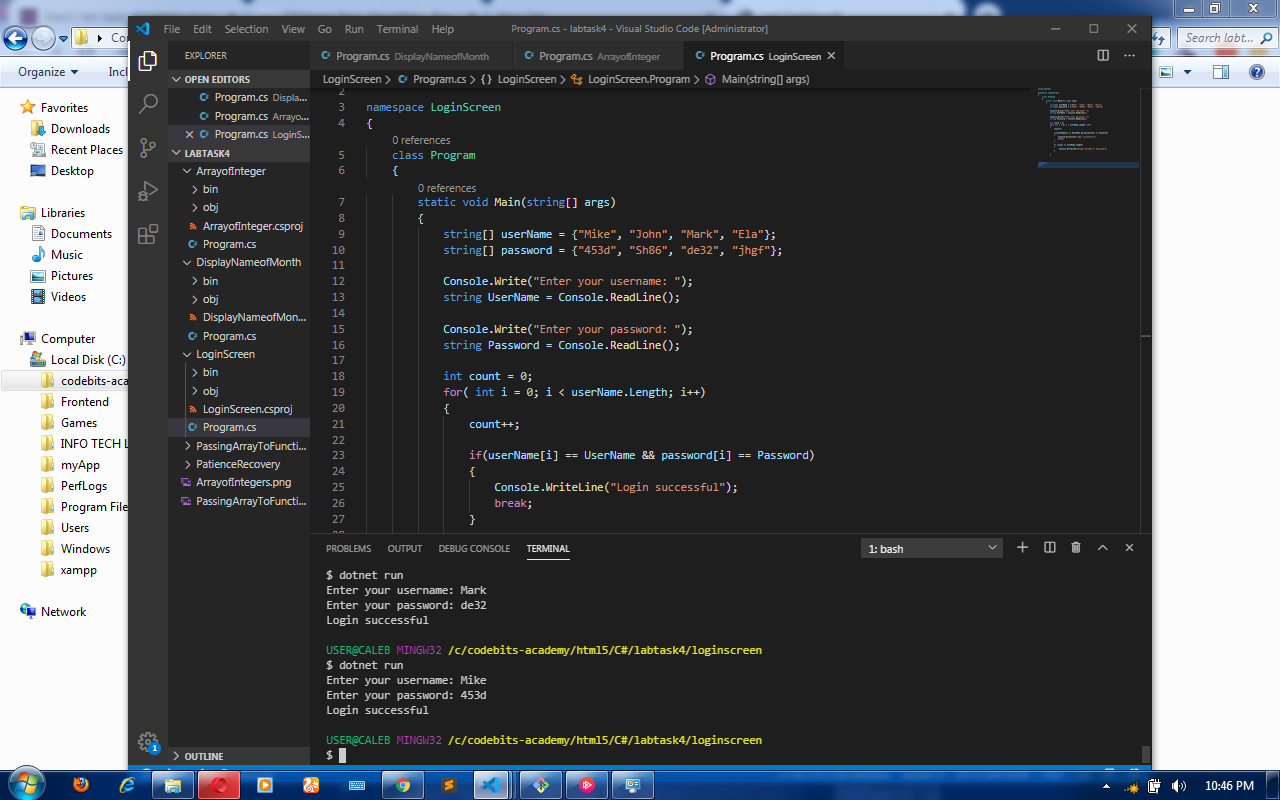 File Edit Selection View Go Run Terminal Help Program.cs - labtask4 - Visual Studio Code [Administrator]
Search labt...
Organize
Incl
Favorites
Downloads
Recent Places
Desktop
Libraries
Documents
Music
Pictures
Videos
Computer
Local Disk (C:)
codebits-aca
Frontend
Games
INFO TECH L
myApp
PerfLogs
Program File
Users
Windows
xampp
Network
EXPLORER
OPEN EDITORS
Program.cs Displa...
Program.cs Arrayo...
Program.cs LoginS...
LABTASK4
ArrayofInteger
bin
obj
ArrayofInteger.csproj
Program.cs
DisplayNameofMonth
bin
obj
DisplayNameofMon...
Program.cs
LoginScreen
bin
obj
LoginScreen.csproj
Program.cs
PassingArrayToFuncti...
PatienceRecovery
ArrayofIntegers.png
PassingArrayToFuncti...
OUTLINE
Program.cs DisplayNameofMonth Program.cs ArrayofInteger Program.cs LoginScreen
LoginScreen > Program.cs > {} LoginScreen > LoginScreen.Program > Main(string[] args)
2
3 namespace LoginScreen
4 {
0 references
5 class Program
6 {
0 references
7 static void Main(string[] args)
8 {
9 string[] userName = {"Mike", "John", "Mark", "Ela"};
10 string[] password = {"453d", "Sh86", "de32", "jhgf"};
11
12 Console.Write("Enter your username: ");
13 string UserName = Console.ReadLine();
14
15 Console.Write("Enter your password: ");
16 string Password = Console.ReadLine();
17
18 int count = 0;
19 for( int i = 0; i < userName.Length; i++)
20 {
21 count++;
22
23 if(userName[i] == UserName && password[i] == Password)
24 {
25 Console.WriteLine("Login successful");
26 break;
27 }
PROBLEMS OUTPUT DEBUG CONSOLE TERMINAL 1: bash
$ dotnet run
Enter your username: Mark
Enter your password: de32
Login successful
USER@CALEB MINGW32 /c/codebits-academy/html5/C#/labtask4/loginscreen
$ dotnet run
Enter your username: Mike
Enter your password: 453d
Login successful
USER@CALEB MINGW32 /c/codebits-academy/html5/C#/labtask4/loginscreen
$
1
10:46 PM